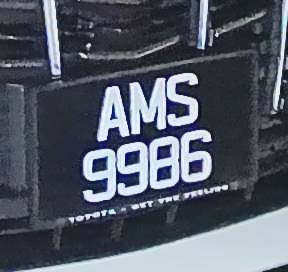 AMS
9986
TOYOTA - GET THE FEELING